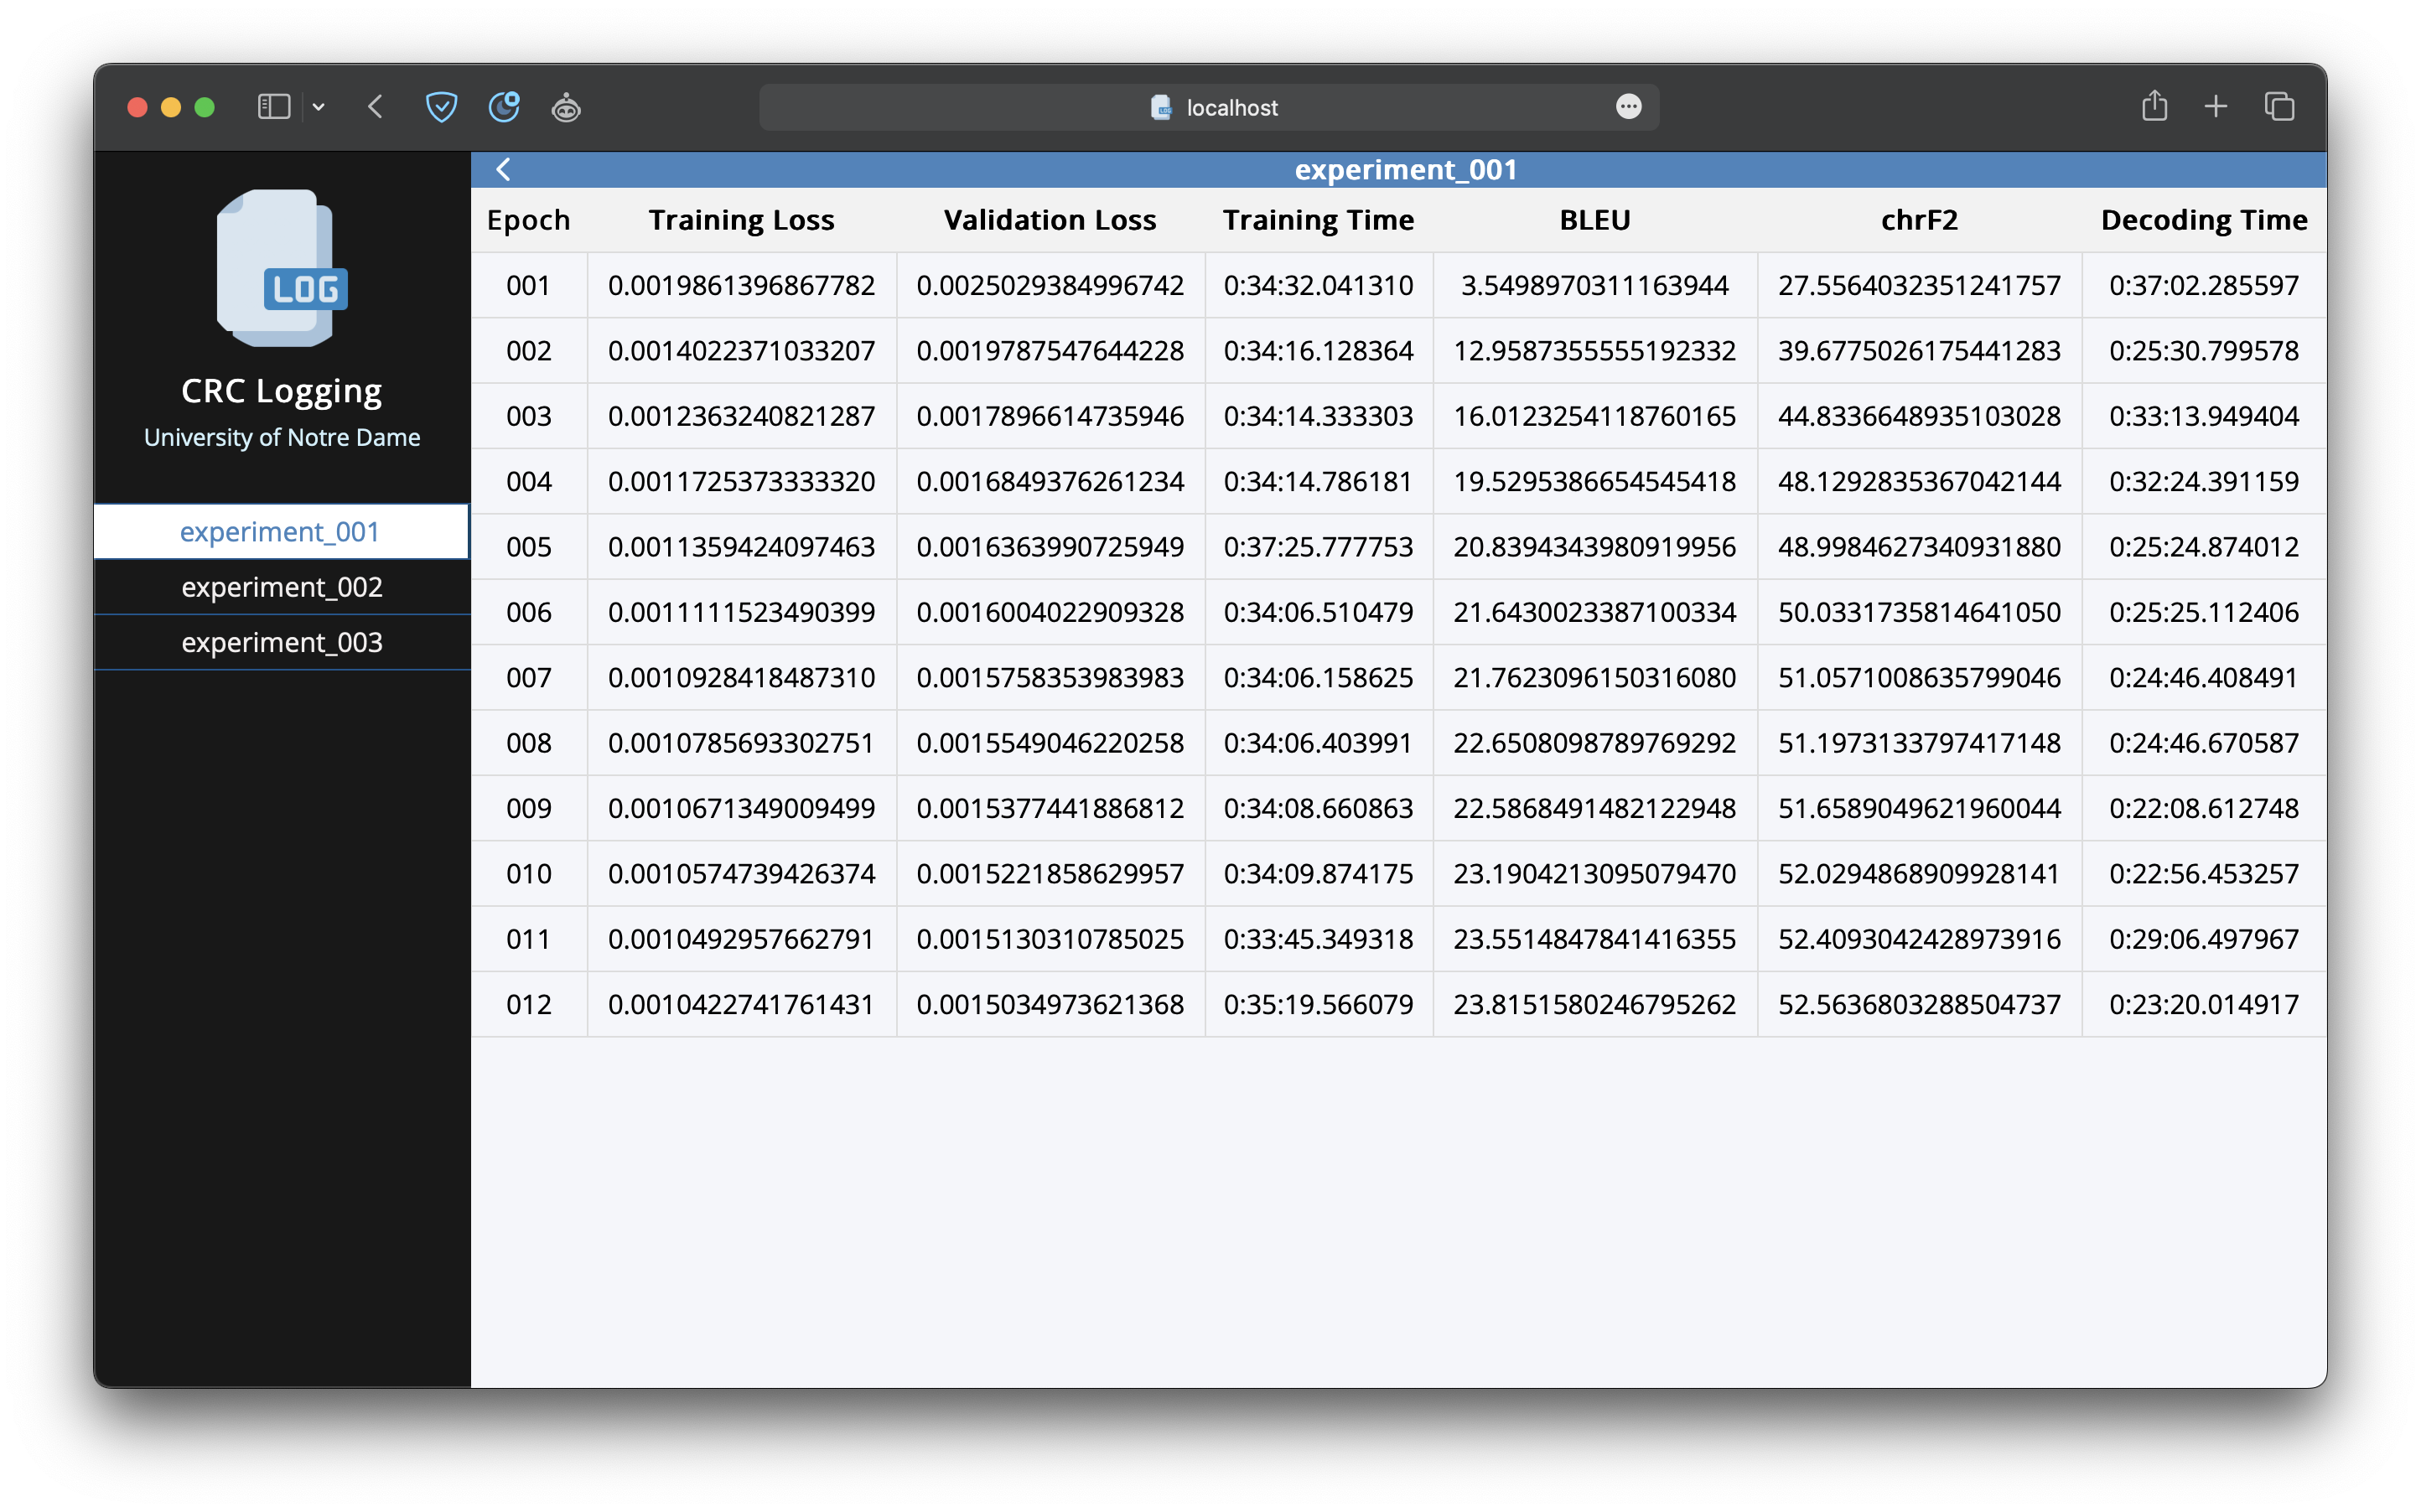 localhost
LOG
CRC Logging
University of Notre Dame
experiment_001
experiment_002
experiment_003
experiment_001
Epoch Training Loss Validation Loss Training Time BLEU chrF2 Decoding Time
001 0.0019861396867782 0.0025029384996742 0:34:32.041310 3.5498970311163944 27.5564032351241757 0:37:02.285597
002 0.0014022371033207 0.0019787547644228 0:34:16.128364 12.9587355555192332 39.6775026175441283 0:25:30.799578
003 0.0012363240821287 0.0017896614735946 0:34:14.333303 16.0123254118760165 44.8336648935103028 0:33:13.949404
004 0.0011725373333320 0.0016849376261234 0:34:14.786181 19.5295386654545418 48.1292835367042144 0:32:24.391159
005 0.0011359424097463 0.0016363990725949 0:37:25.777753 20.8394343980919956 48.9984627340931880 0:25:24.874012
006 0.0011111523490399 0.0016004022909328 0:34:06.510479 21.6430023387100334 50.0331735814641050 0:25:25.112406
007 0.0010928418487310 0.0015758353983983 0:34:06.158625 21.7623096150316080 51.0571008635799046 0:24:46.408491
008 0.0010785693302751 0.0015549046220258 0:34:06.403991 22.6508098789769292 51.1973133797417148 0:24:46.670587
009 0.0010671349009499 0.0015377441886812 0:34:08.660863 22.5868491482122948 51.6589049621960044 0:22:08.612748
010 0.0010574739426374 0.0015221858629957 0:34:09.874175 23.1904213095079470 52.0294868909928141 0:22:56.453257
011 0.0010492957662791 0.0015130310785025 0:33:45.349318 23.5514847841416355 52.4093042428973916 0:29:06.497967
012 0.0010422741761431 0.0015034973621368 0:35:19.566079 23.8151580246795262 52.5636803288504737 0:23:20.014917